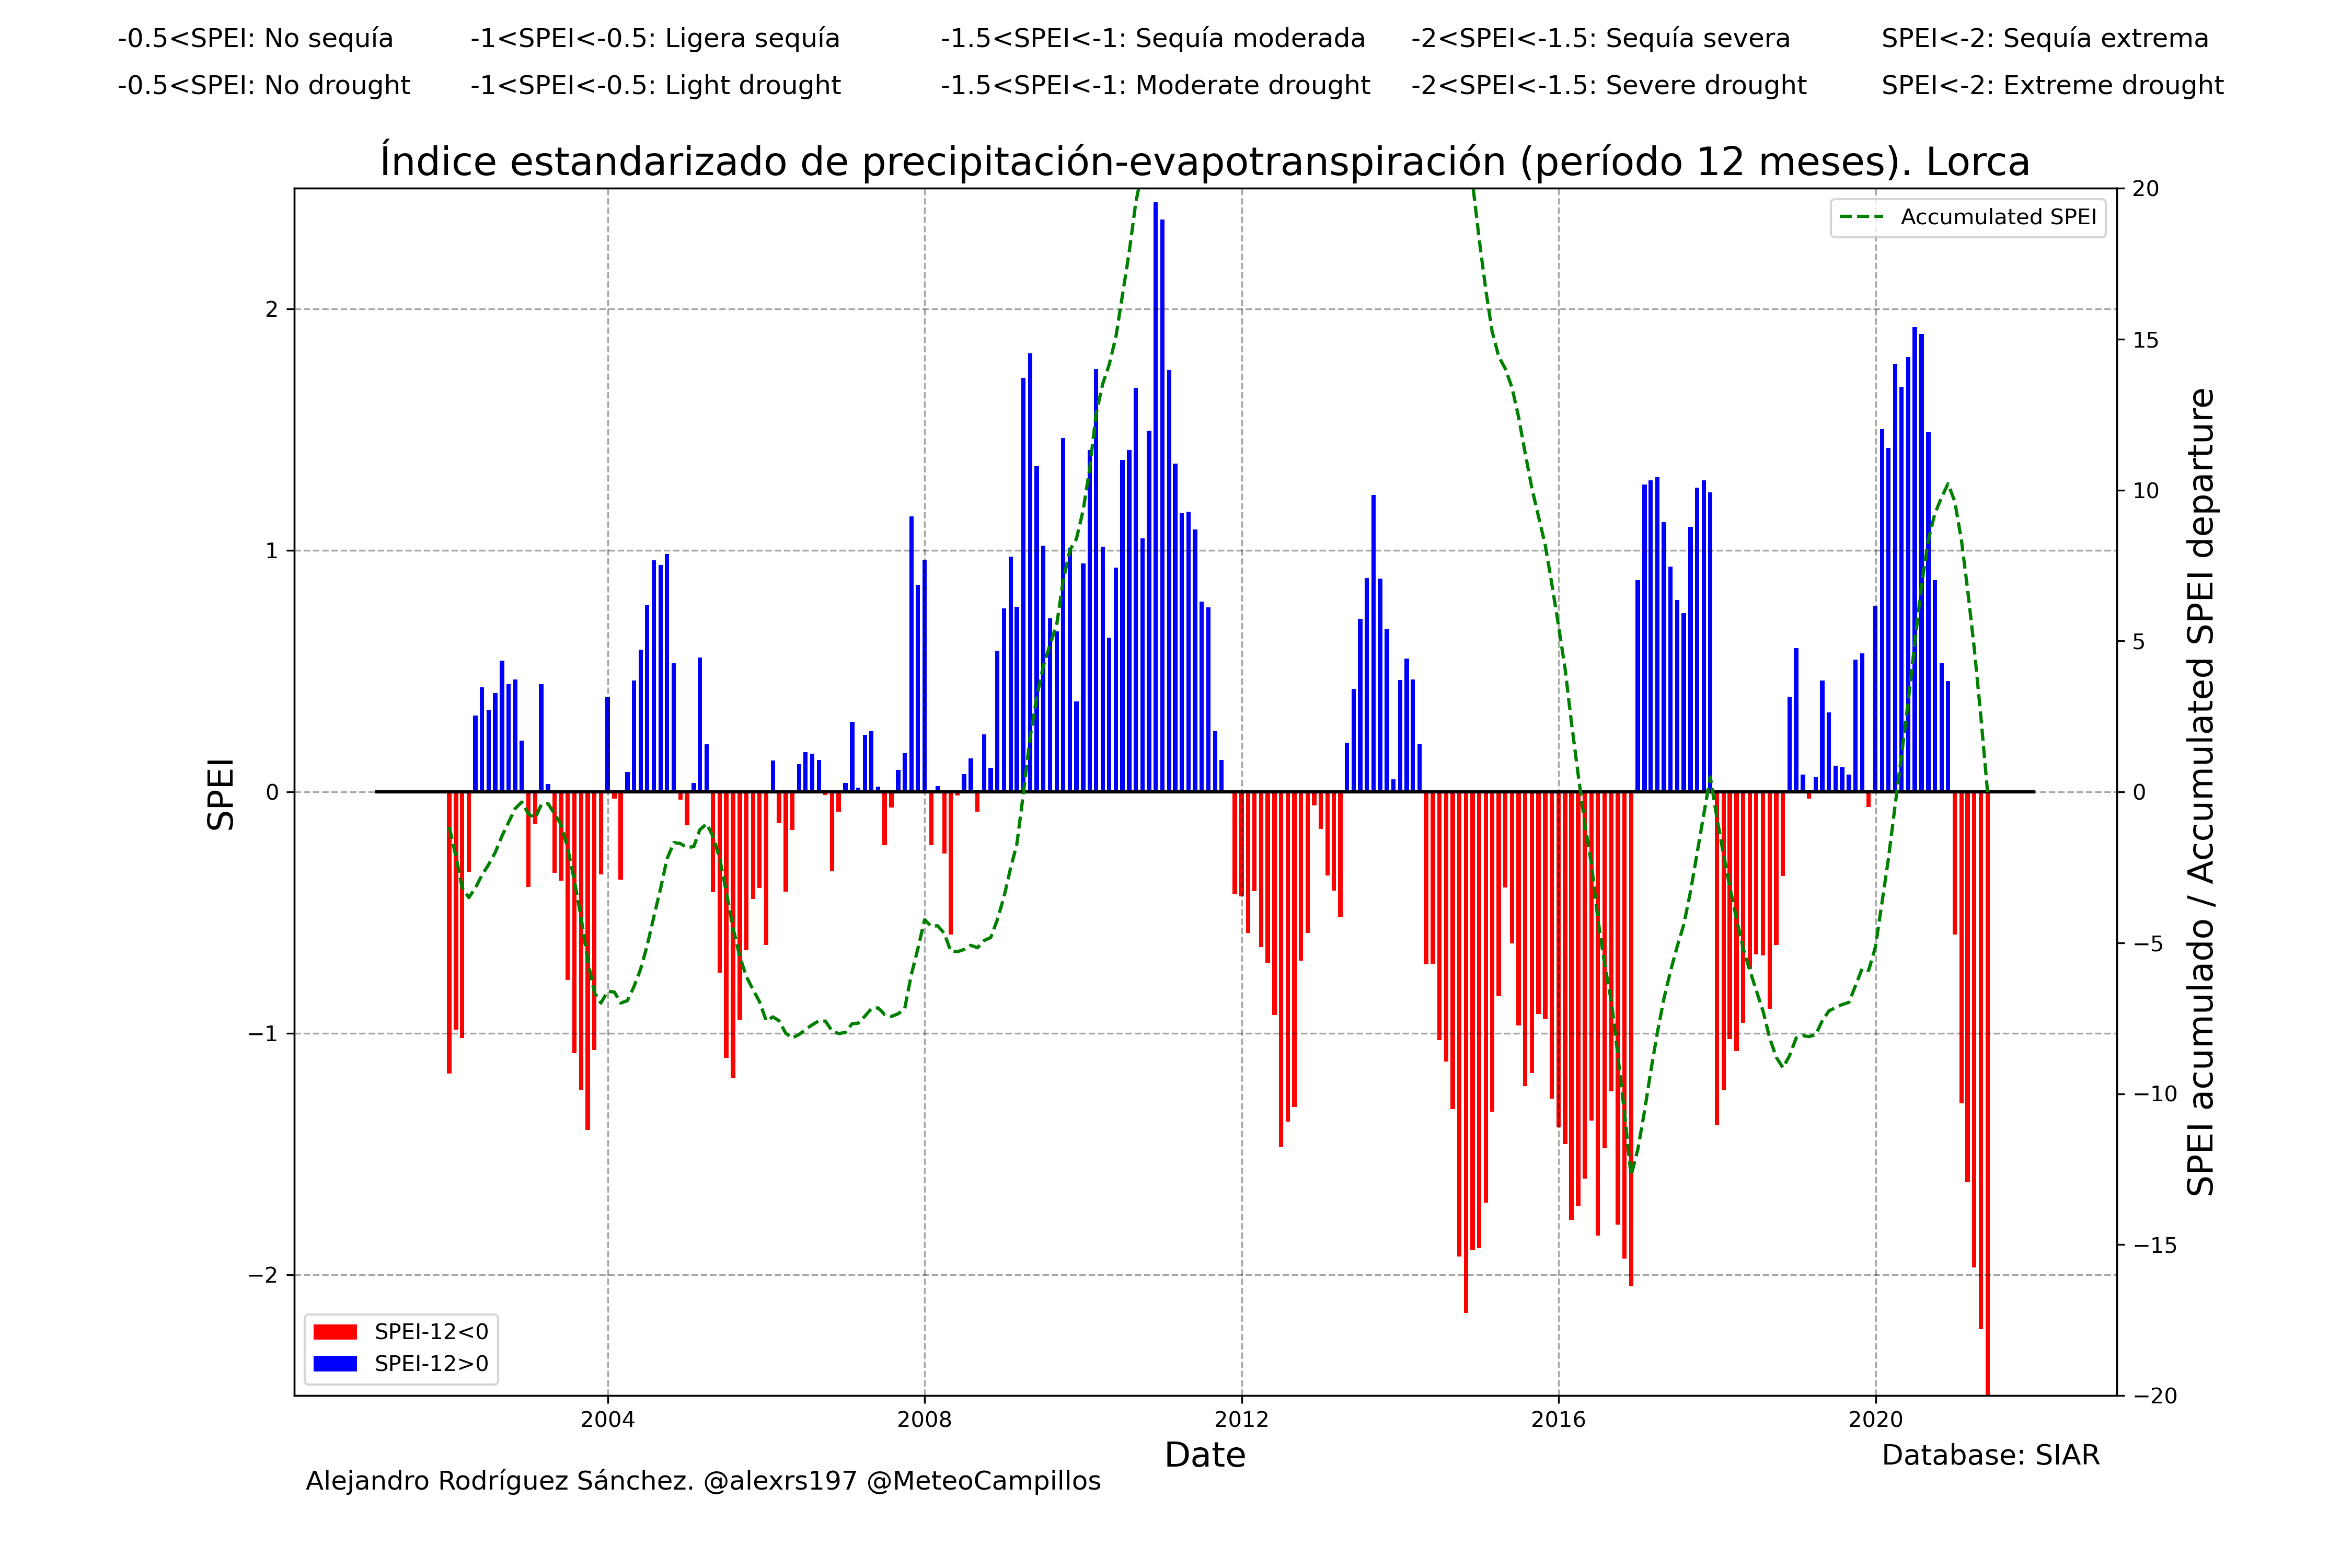 -0.5<SPEI: No sequía -1<SPEI<-0.5: Ligera sequía -1.5<SPEI<-1: Sequía moderada -2<SPEI<-1.5: Sequía severa SPEI<-2: Sequía extrema
-0.5<SPEI: No drought -1<SPEI<-0.5: Light drought -1.5<SPEI<-1: Moderate drought -2<SPEI<-1.5: Severe drought SPEI<-2: Extreme drought
Índice estandarizado de precipitación-evapotranspiración (período 12 meses). Lorca
Accumulated SPEI
2
1
0
−1
−2
SPEI
20
15
10
5
0
−5
−10
−15
−20
SPEI acumulado / Accumulated SPEI departure
SPEI-12<0
SPEI-12>0
2004 2008 2012 2016 2020
Date
Database: SIAR
Alejandro Rodríguez Sánchez. @alexrs197 @MeteoCampillos